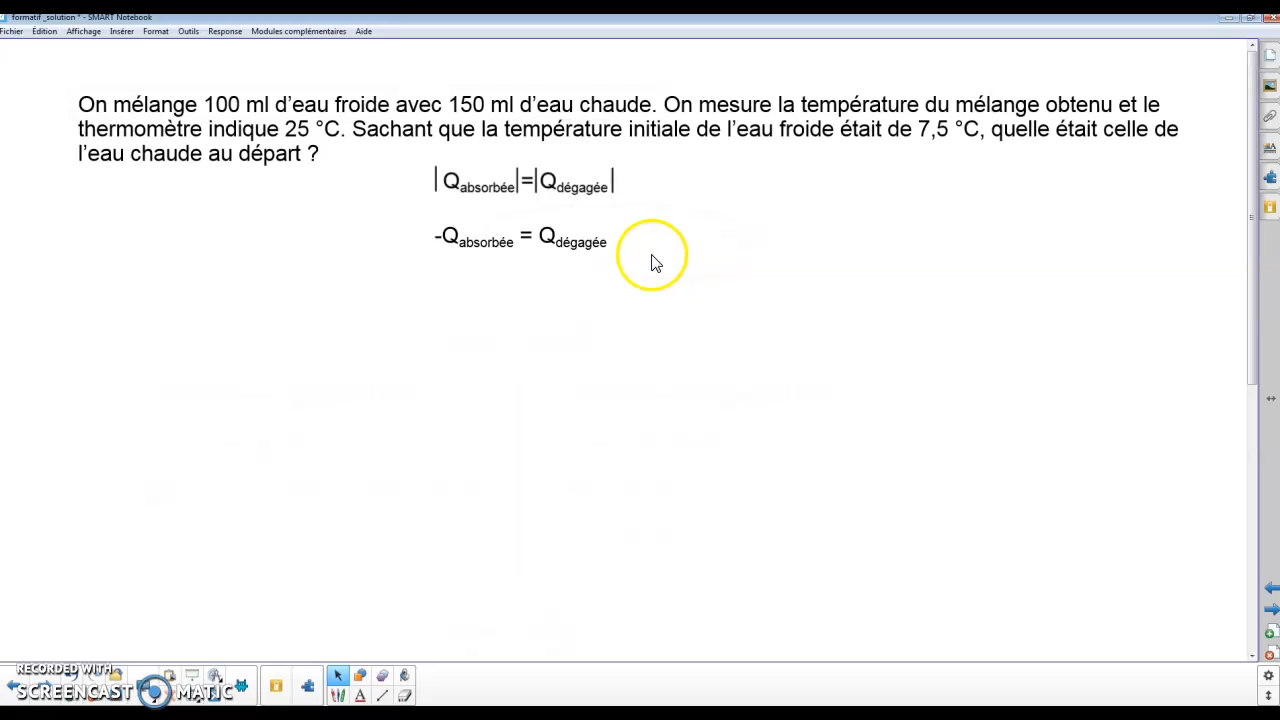 formatif _solution * - SMART Notebook
Fichier Édition Affichage Insérer Format Outils Response Modules complémentaires Aide
On mélange 100 ml d'eau froide avec 150 ml d'eau chaude. On mesure la température du mélange obtenu et le
thermomètre indique 25 °C. Sachant que la température initiale de l'eau froide était de 7,5 °C, quelle était celle de
l'eau chaude au départ ?
|Qabsorbée|=|Qdégagée|
-Qabsorbée = Qdégagée
RECORDED WITH
SCREENCAST MATIC